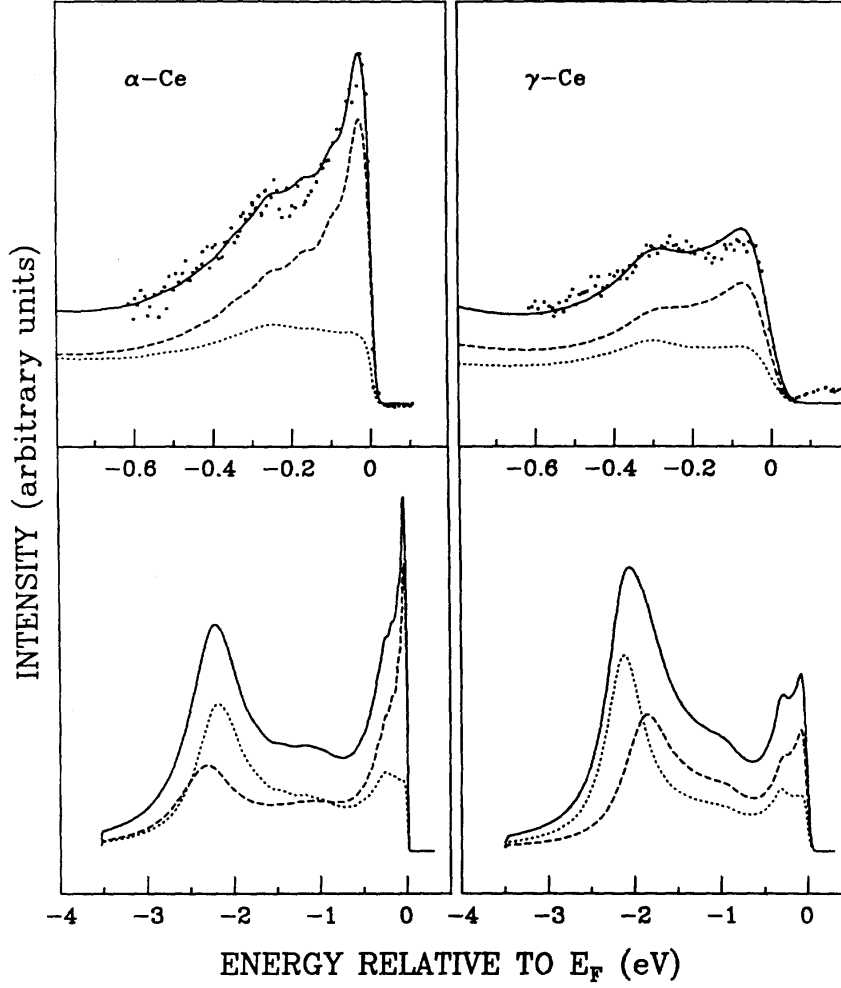 α-Ce
γ-Ce
INTENSITY (arbitrary units)
-0.6 -0.4 -0.2 0
-0.6 -0.4 -0.2 0
-4 -3 -2 -1 0
-4 -3 -2 -1 0
ENERGY RELATIVE TO E_F (eV)